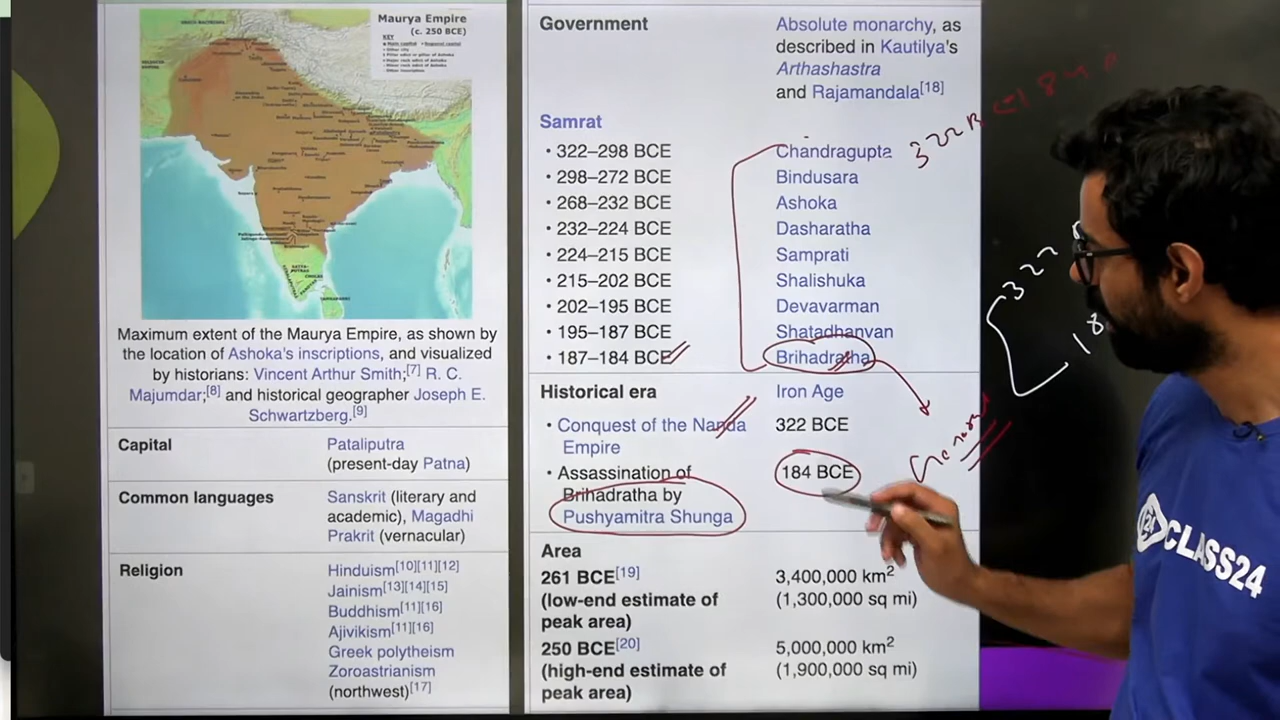 Maurya Empire
(c. 250 BCE)
KEY
Maximum extent of the Maurya Empire, as shown by
the location of Ashoka's inscriptions, and visualized
by historians: Vincent Arthur Smith;[7] R. C.
Majumdar;[8] and historical geographer Joseph E.
Schwartzberg.[9]
Capital Pataliputra
(present-day Patna)
Common languages Sanskrit (literary and
academic), Magadhi
Prakrit (vernacular)
Religion Hinduism[10][11][12]
Jainism[13][14][15]
Buddhism[11][16]
Ajivikism[11][16]
Greek polytheism
Zoroastrianism
(northwest)[17]
Government Absolute monarchy, as
described in Kautilya's
Arthashastra
and Rajamandala[18]
Samrat
• 322–298 BCE Chandragupta
• 298–272 BCE Bindusara
• 268–232 BCE Ashoka
• 232–224 BCE Dasharatha
• 224–215 BCE Samprati
• 215–202 BCE Shalishuka
• 202–195 BCE Devavarman
• 195–187 BCE Shatadhanvan
• 187–184 BCE Brihadratha
Historical era Iron Age
• Conquest of the Nanda 322 BCE
Empire
• Assassination of 184 BCE
Brihadratha by
Pushyamitra Shunga
Area
261 BCE[19] 3,400,000 km²
(low-end estimate of (1,300,000 sq mi)
peak area)
250 BCE[20] 5,000,000 km²
(high-end estimate of (1,900,000 sq mi)
peak area)
322 B
322
18
CLASS24